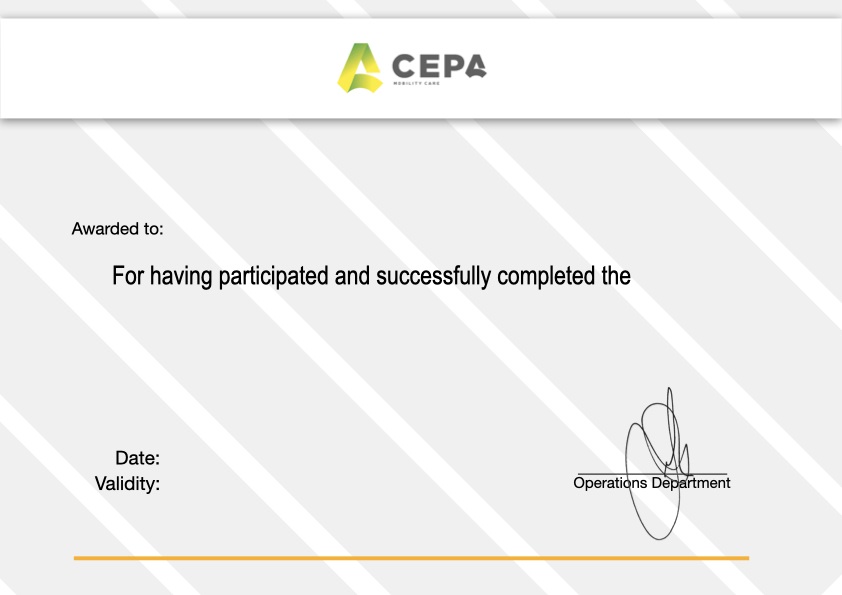 CEPA
MOBILITY CARE
Awarded to:
For having participated and successfully completed the
Date:
Validity:
Operations Department